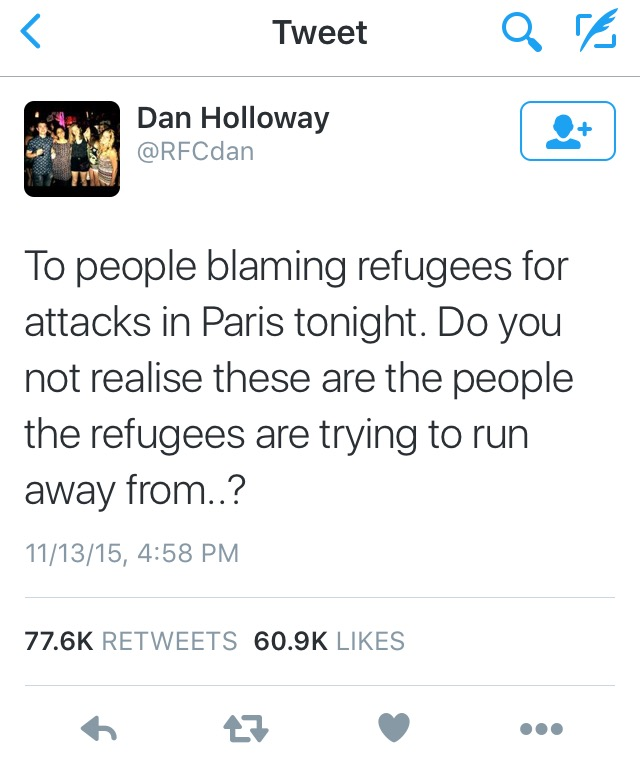 Tweet
Dan Holloway
@RFCdan
To people blaming refugees for
attacks in Paris tonight. Do you
not realise these are the people
the refugees are trying to run
away from..?
11/13/15, 4:58 PM
77.6K RETWEETS 60.9K LIKES